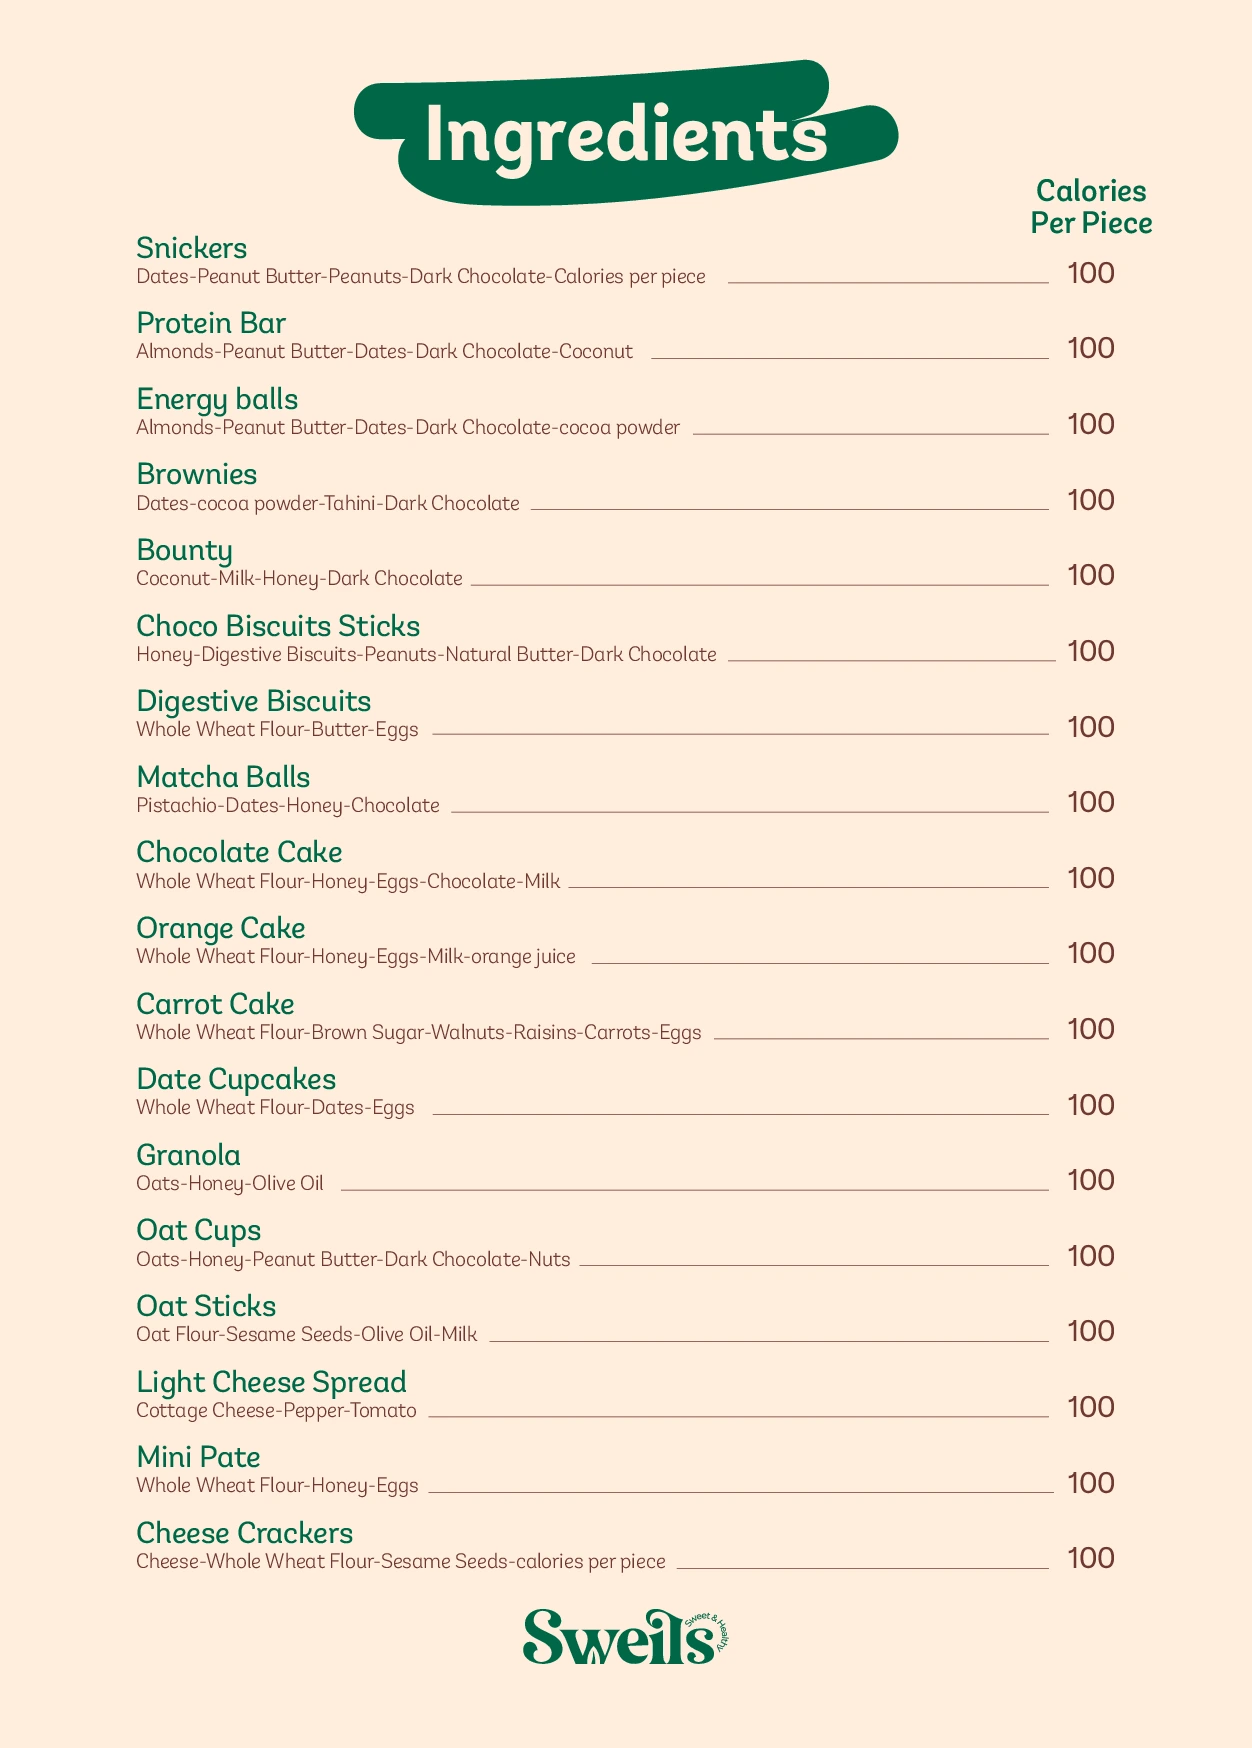 Ingredients
Calories
Per Piece
Snickers
Dates-Peanut Butter-Peanuts-Dark Chocolate-Calories per piece 100
Protein Bar
Almonds-Peanut Butter-Dates-Dark Chocolate-Coconut 100
Energy balls
Almonds-Peanut Butter-Dates-Dark Chocolate-cocoa powder 100
Brownies
Dates-cocoa powder-Tahini-Dark Chocolate 100
Bounty
Coconut-Milk-Honey-Dark Chocolate 100
Choco Biscuits Sticks
Honey-Digestive Biscuits-Peanuts-Natural Butter-Dark Chocolate 100
Digestive Biscuits
Whole Wheat Flour-Butter-Eggs 100
Matcha Balls
Pistachio-Dates-Honey-Chocolate 100
Chocolate Cake
Whole Wheat Flour-Honey-Eggs-Chocolate-Milk 100
Orange Cake
Whole Wheat Flour-Honey-Eggs-Milk-orange juice 100
Carrot Cake
Whole Wheat Flour-Brown Sugar-Walnuts-Raisins-Carrots-Eggs 100
Date Cupcakes
Whole Wheat Flour-Dates-Eggs 100
Granola
Oats-Honey-Olive Oil 100
Oat Cups
Oats-Honey-Peanut Butter-Dark Chocolate-Nuts 100
Oat Sticks
Oat Flour-Sesame Seeds-Olive Oil-Milk 100
Light Cheese Spread
Cottage Cheese-Pepper-Tomato 100
Mini Pate
Whole Wheat Flour-Honey-Eggs 100
Cheese Crackers
Cheese-Whole Wheat Flour-Sesame Seeds-calories per piece 100
Sweils
Sweet & Healthy